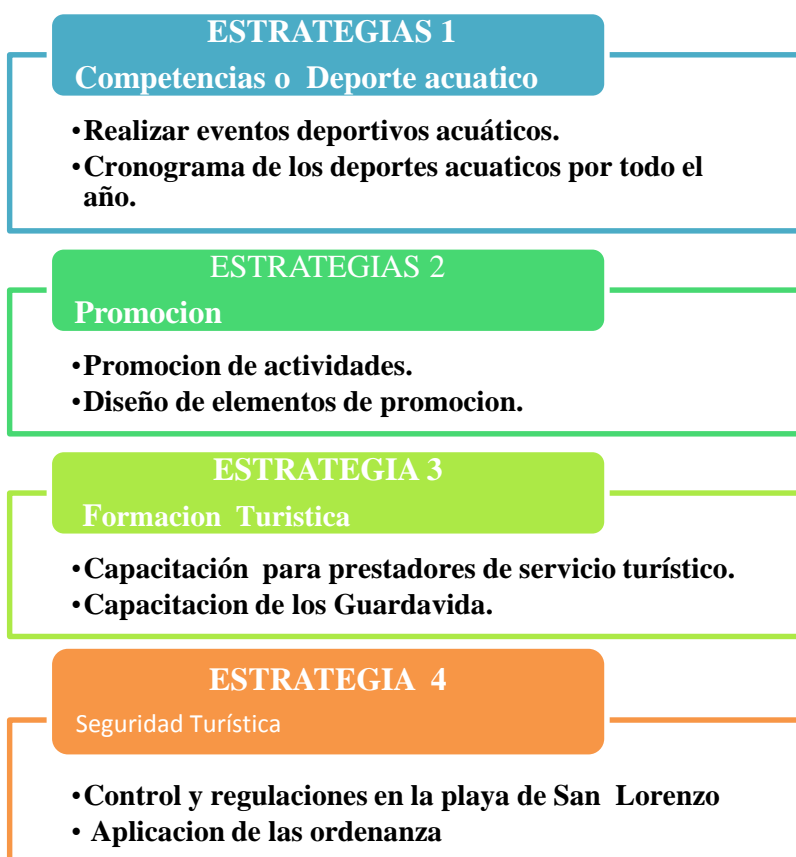 ESTRATEGIAS 1
Competencias o  Deporte acuatico
•Realizar eventos deportivos acuáticos.
•Cronograma de los deportes acuaticos por todo el
año.
ESTRATEGIAS 2
Promocion
•Promocion de actividades.
•Diseño de elementos de promocion.
ESTRATEGIA 3
Formacion  Turistica
•Capacitación  para prestadores de servicio turístico.
•Capacitacion de los Guardavida.
ESTRATEGIA  4
Seguridad Turística
•Control y regulaciones en la playa de San  Lorenzo
• Aplicacion de las ordenanza